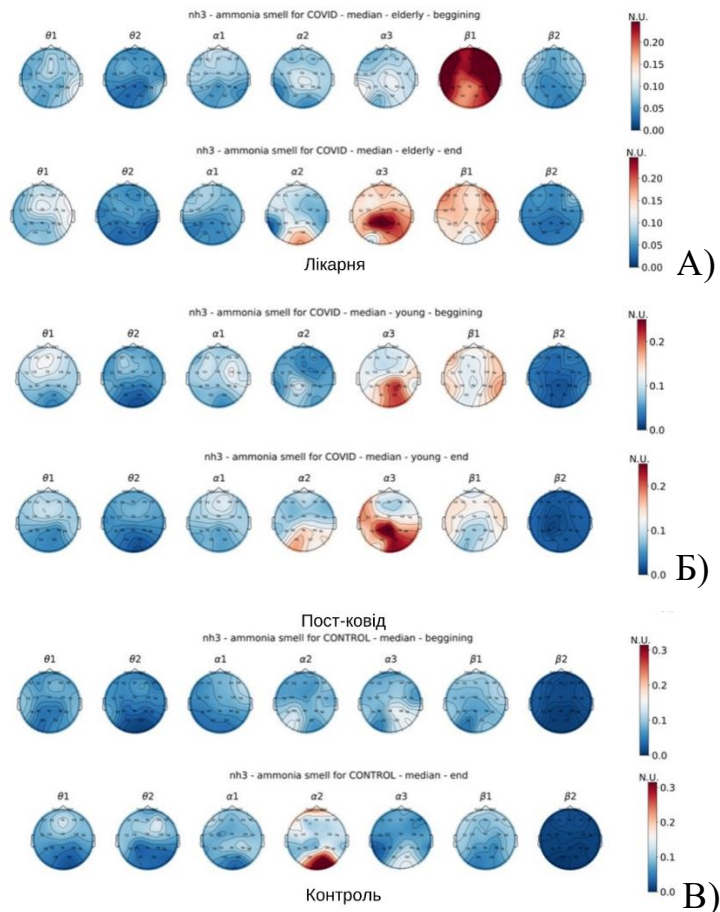 nh3 - ammonia smell for COVID - median - elderly - beggining
N.U.
θ1 θ2 α1 α2 α3 β1 β2
0.20
0.15
0.10
0.05
0.00
nh3 - ammonia smell for COVID - median - elderly - end
N.U.
θ1 θ2 α1 α2 α3 β1 β2
0.20
0.15
0.10
0.05
0.00
Лікарня
А)
nh3 - ammonia smell for COVID - median - young - beggining
N.U.
θ1 θ2 α1 α2 α3 β1 β2
0.2
0.1
0.0
nh3 - ammonia smell for COVID - median - young - end
N.U.
θ1 θ2 α1 α2 α3 β1 β2
0.2
0.1
0.0
Б)
Пост-ковід
nh3 - ammonia smell for CONTROL - median - beggining
N.U.
θ1 θ2 α1 α2 α3 β1 β2
0.3
0.2
0.1
0.0
nh3 - ammonia smell for CONTROL - median - end
N.U.
θ1 θ2 α1 α2 α3 β1 β2
0.3
0.2
0.1
0.0
Контроль
В)